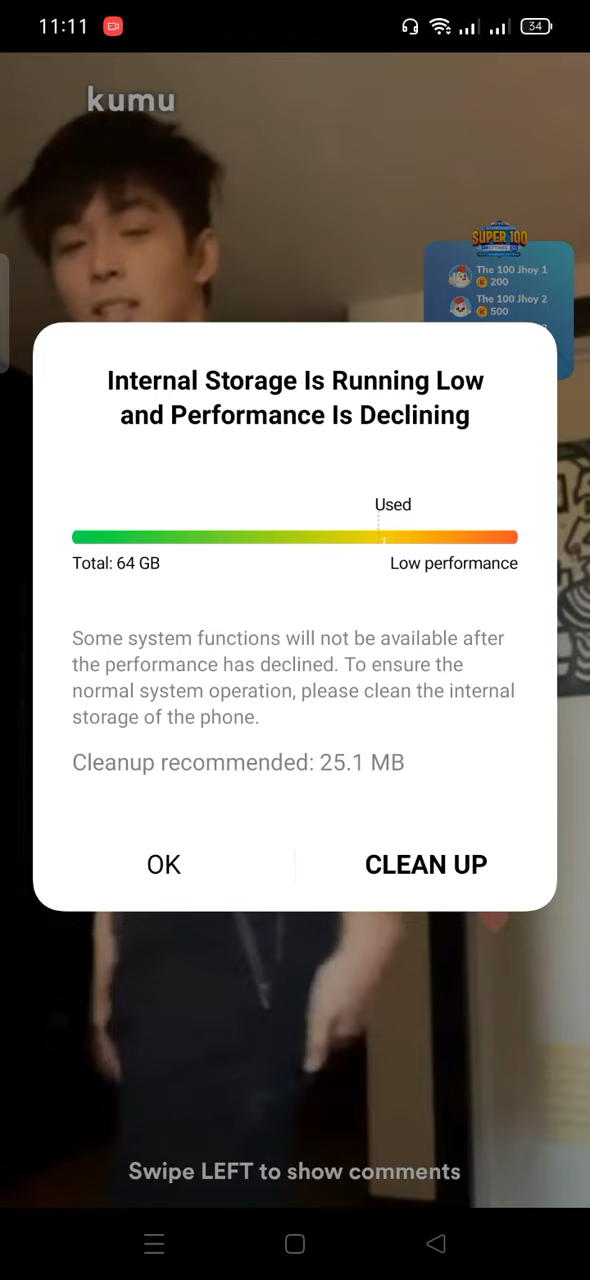 11:11
34
kumu
SUPER 100
The 100 Jhoy 1
200
The 100 Jhoy 2
500
Internal Storage Is Running Low
and Performance Is Declining
Used
Total: 64 GB
Low performance
Some system functions will not be available after
the performance has declined. To ensure the
normal system operation, please clean the internal
storage of the phone.
Cleanup recommended: 25.1 MB
OK
CLEAN UP
Swipe LEFT to show comments